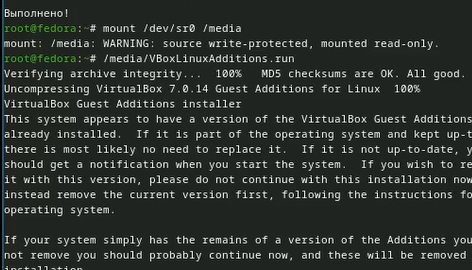 Выполнено!
root@fedora:~# mount /dev/sr0 /media
mount: /media: WARNING: source write-protected, mounted read-only.
root@fedora:~# /media/VBoxLinuxAdditions.run
Verifying archive integrity...  100%   MD5 checksums are OK. All good.
Uncompressing VirtualBox 7.0.14 Guest Additions for Linux  100%
VirtualBox Guest Additions installer
This system appears to have a version of the VirtualBox Guest Additions
already installed.  If it is part of the operating system and kept up-t
there is most likely no need to replace it.  If it is not up-to-date, y
should get a notification when you start the system.  If you wish to re
it with this version, please do not continue with this installation now
instead remove the current version first, following the instructions fo
operating system.
If your system simply has the remains of a version of the Additions you
not remove you should probably continue now, and these will be removed
installation.